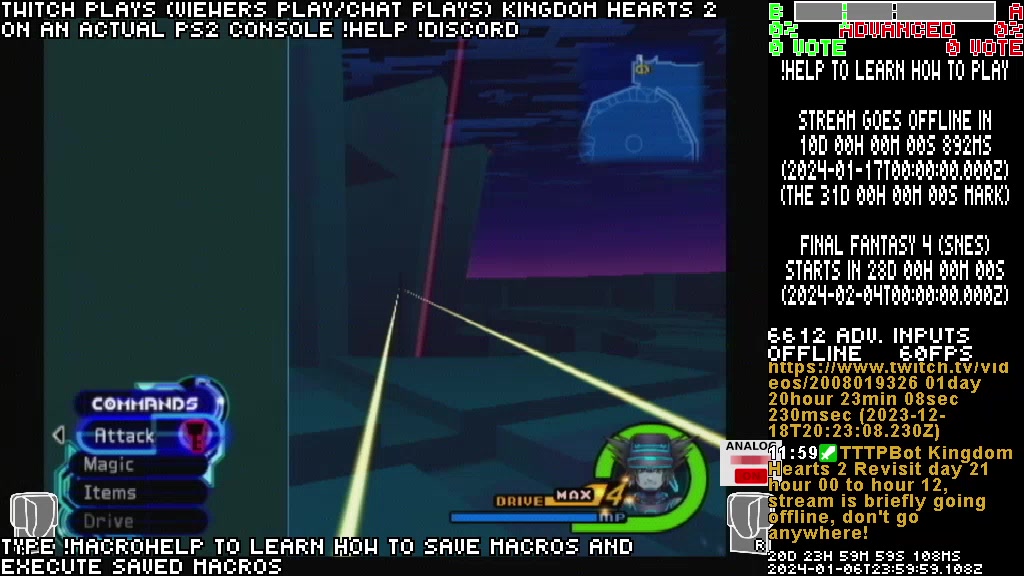 TWITCH PLAYS (VIEWERS PLAY/CHAT PLAYS) KINGDOM HEARTS 2
ON AN ACTUAL PS2 CONSOLE !HELP !DISCORD
B
A
0%
ADVANCED
0%
0 VOTE
0 VOTE
!HELP TO LEARN HOW TO PLAY
STREAM GOES OFFLINE IN
10D 00H 00M 00S 892MS
(2024-01-17T00:00:00.000Z)
(THE 31D 00H 00M 00S MARK)
FINAL FANTASY 4 (SNES)
STARTS IN 28D 00H 00M 00S
(2024-02-04T00:00:00.000Z)
6612 ADV. INPUTS
OFFLINE 60FPS
https://www.twitch.tv/vid
eos/2008019326 01day
20hour 23min 08sec
230msec (2023-12-
18T20:23:08.230Z)
11:59 TTTPBot Kingdom
Hearts 2 Revisit day 21
hour 00 to hour 12,
stream is briefly going
offline, don't go
anywhere!
20D 23H 59M 59S 108MS
2024-01-06T23:59:59.108Z
COMMANDS
Attack
Magic
Items
Drive
DRIVE MAX 4
MP
ANALOG
R
TYPE !MACROHELP TO LEARN HOW TO SAVE MACROS AND
EXECUTE SAVED MACROS